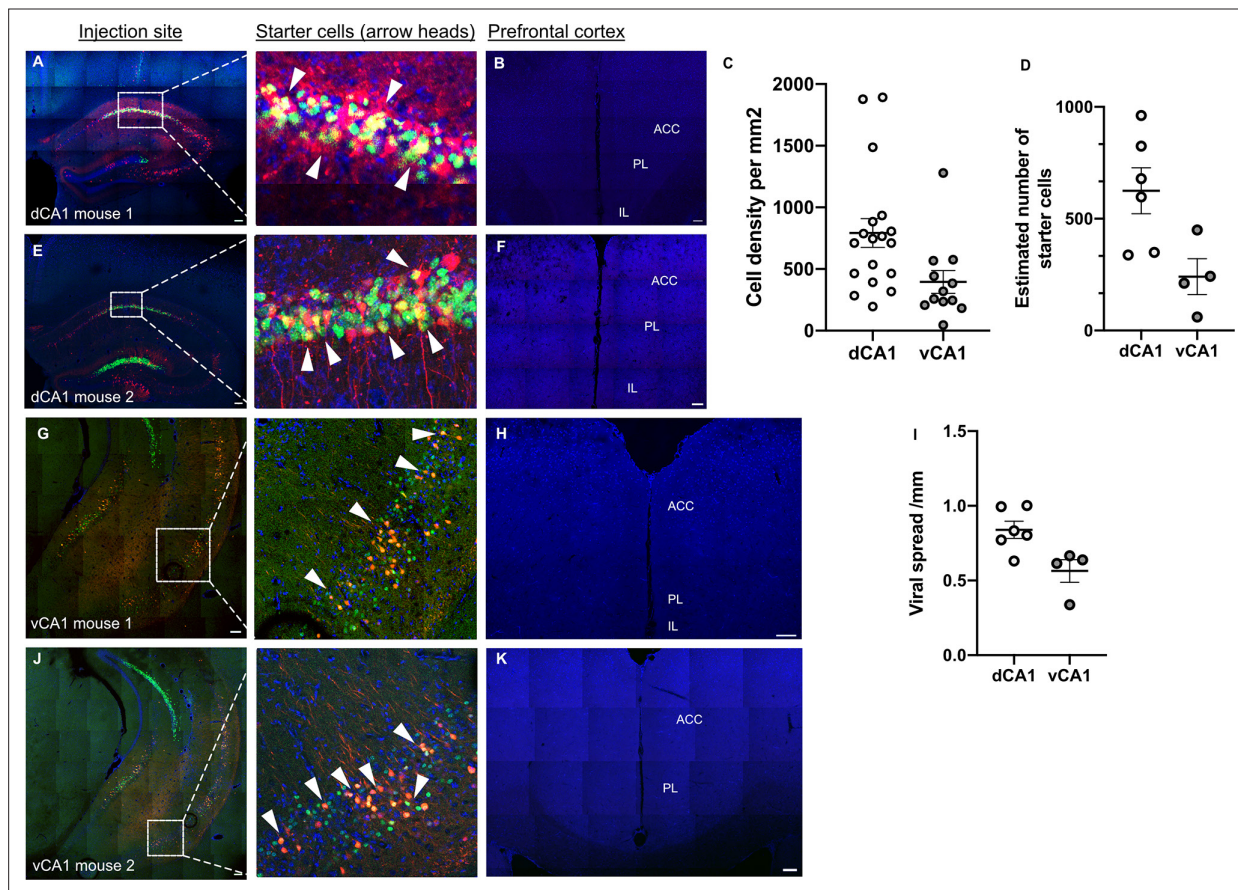 Injection site
Starter cells (arrow heads)
Prefrontal cortex
A
dCA1 mouse 1
B
ACC
PL
IL
C
Cell density per mm2
2000
1500
1000
500
0
dCA1 vCA1
D
Estimated number of
starter cells
1000
500
0
dCA1 vCA1
E
dCA1 mouse 2
F
ACC
PL
IL
G
vCA1 mouse 1
H
ACC
PL
IL
I
Viral spread /mm
1.5
1.0
0.5
0.0
dCA1 vCA1
J
vCA1 mouse 2
K
ACC
PL